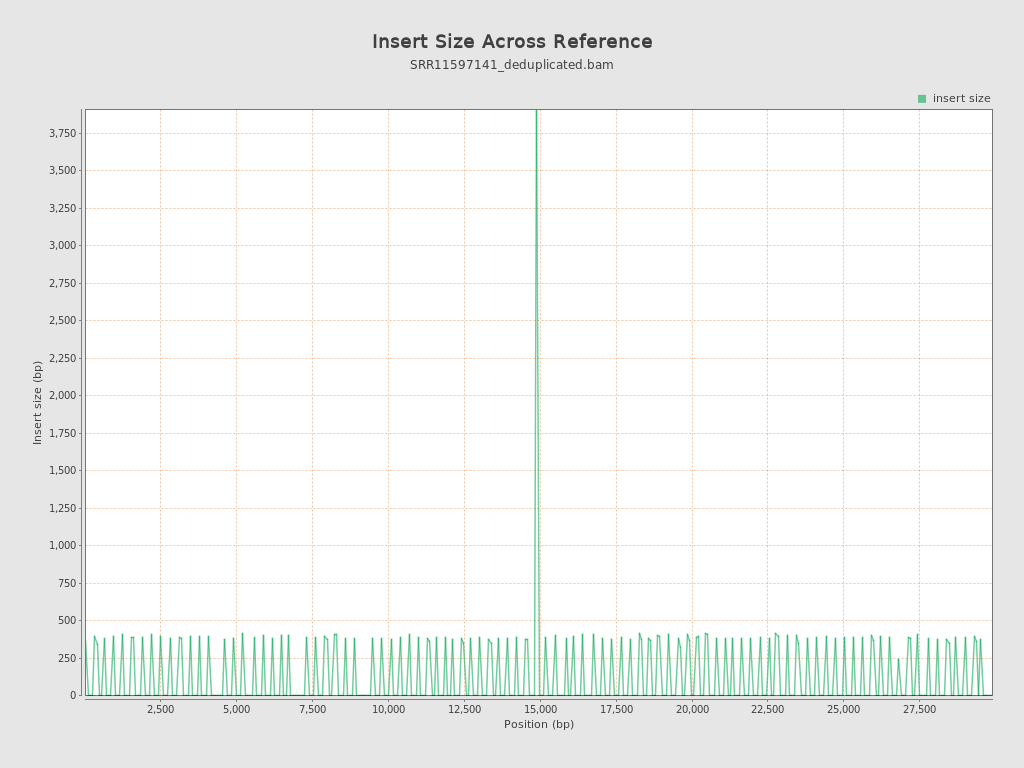 Insert Size Across Reference
SRR11597141_deduplicated.bam
insert size
3,750
3,500
3,250
3,000
2,750
2,500
2,250
2,000
1,750
1,500
1,250
1,000
750
500
250
0
Insert size (bp)
2,500 5,000 7,500 10,000 12,500 15,000 17,500 20,000 22,500 25,000 27,500
Position (bp)